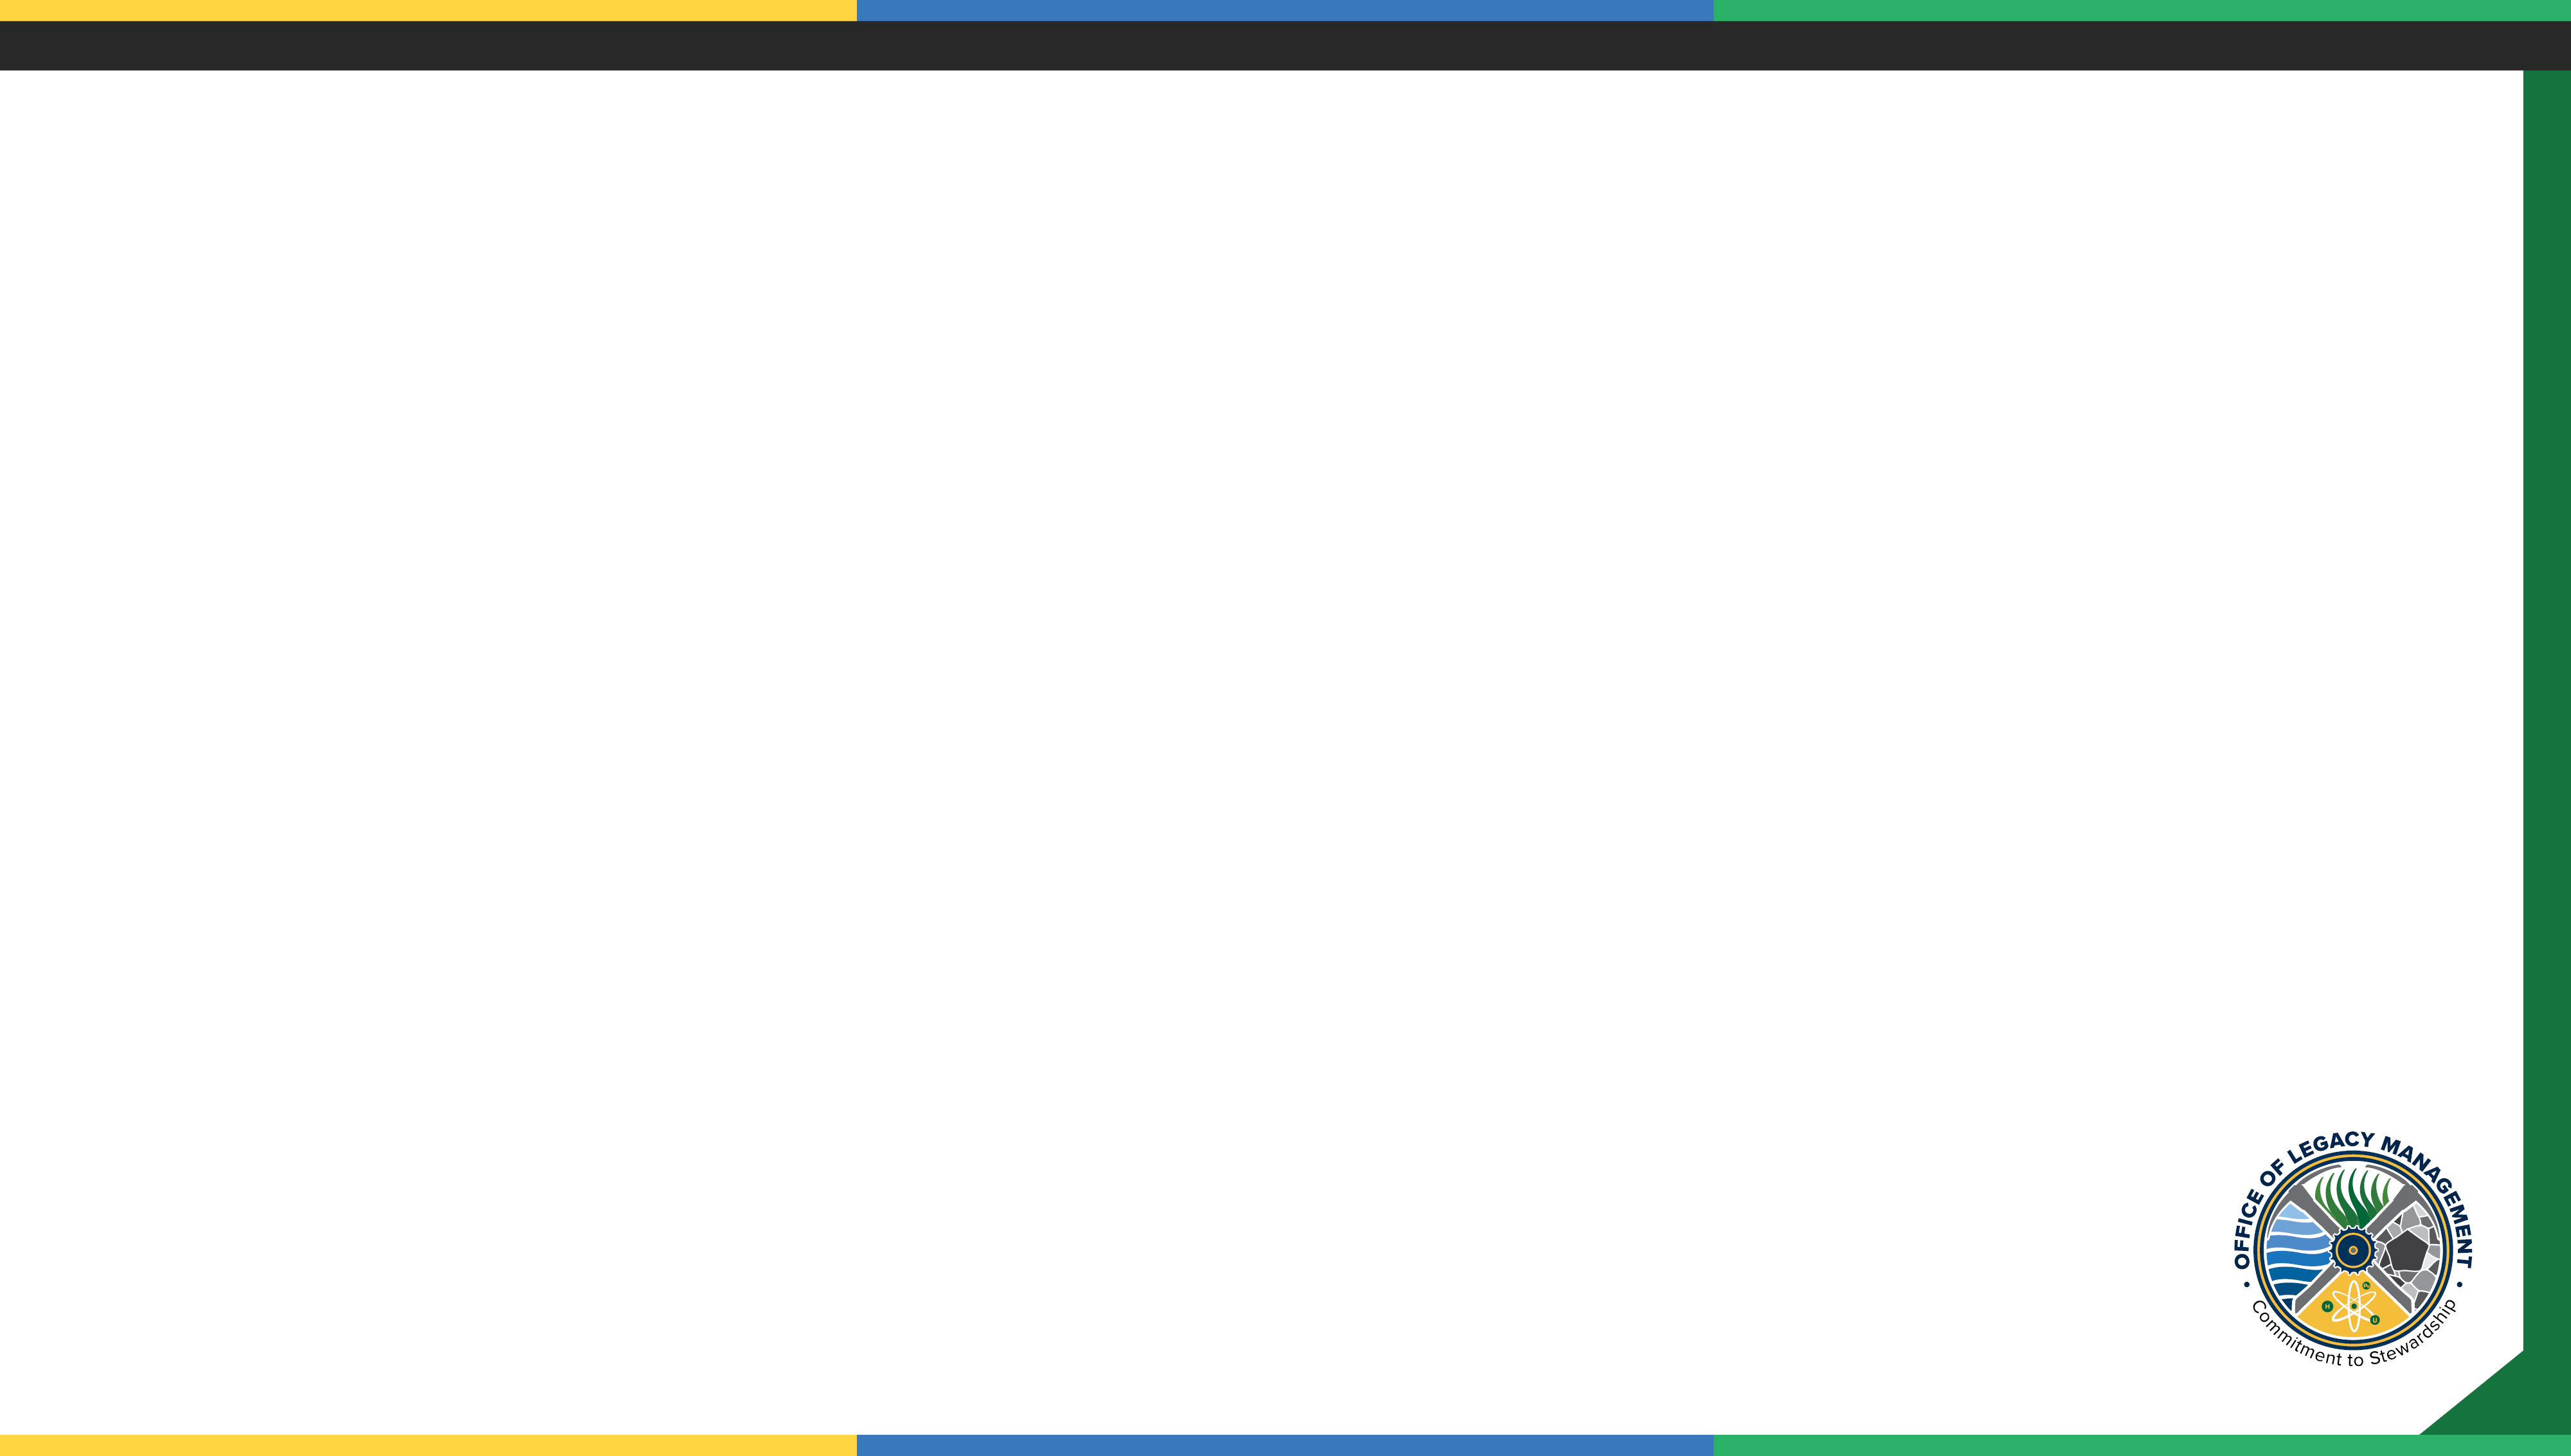 OFFICE OF LEGACY MANAGEMENT
H
U
Commitment to Stewardship